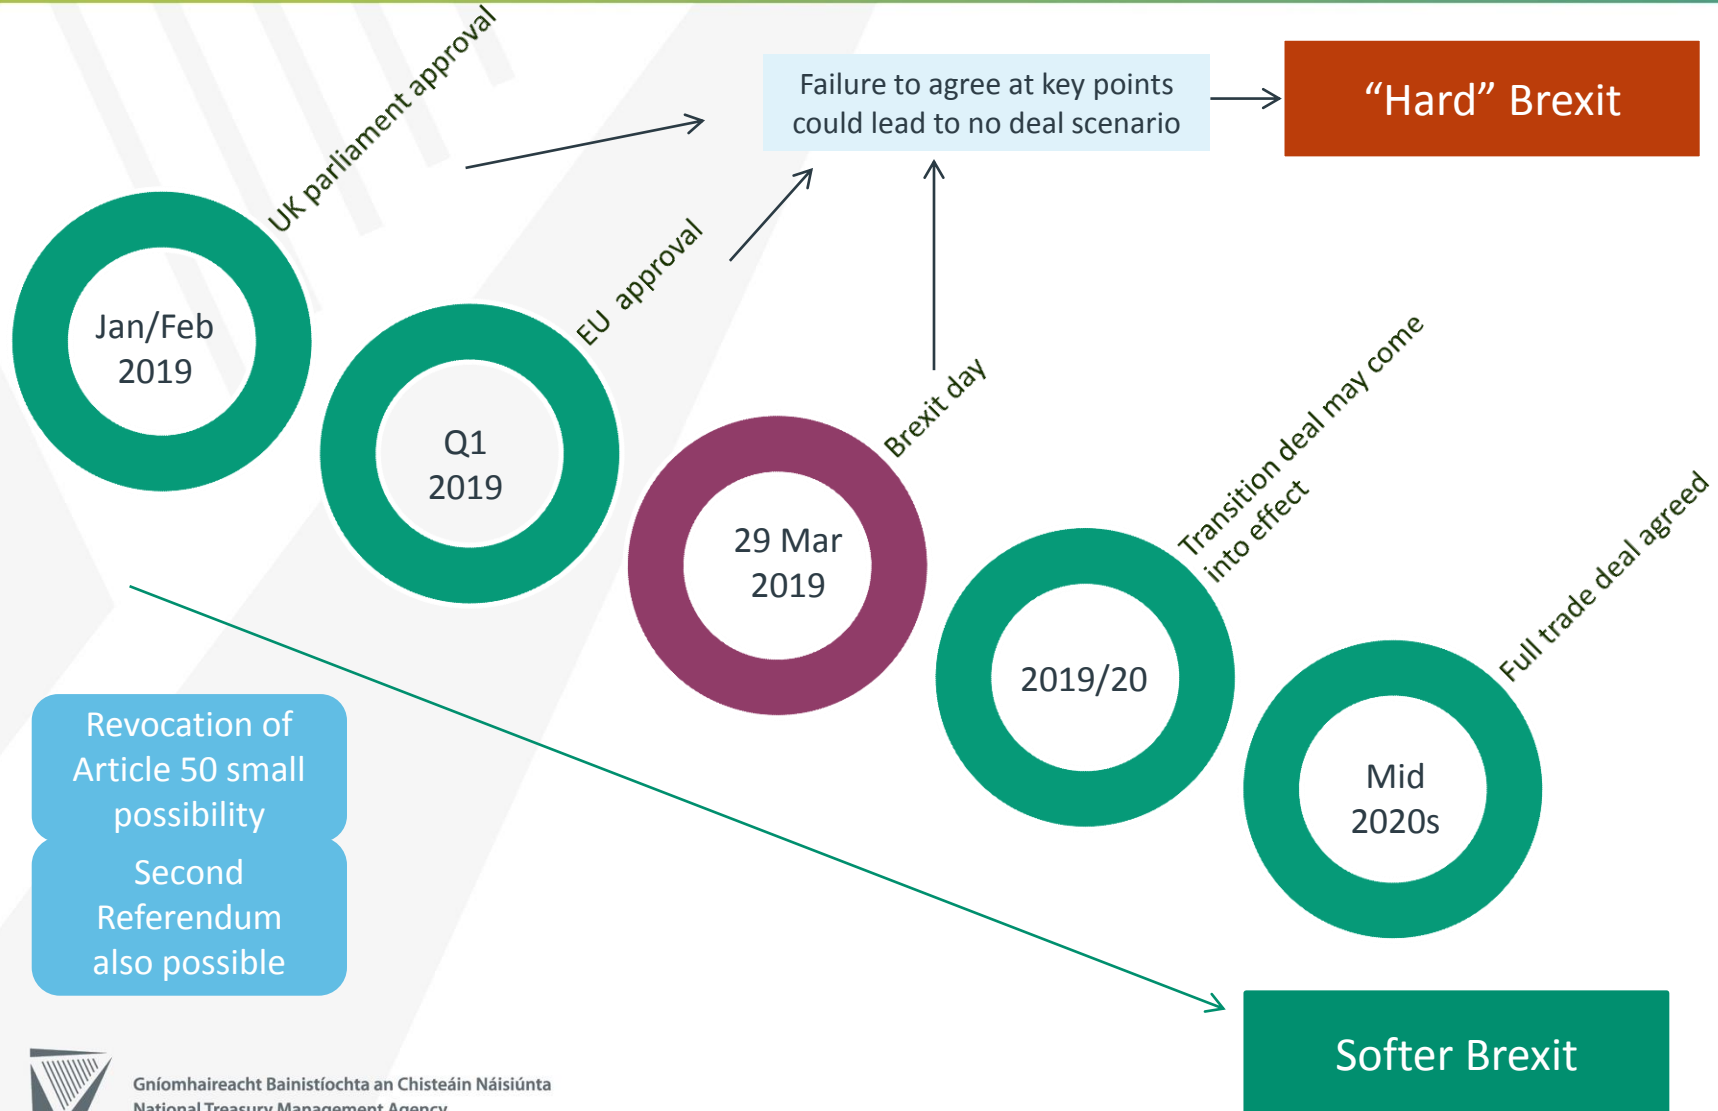 UK parliament approval
Failure to agree at key points
could lead to no deal scenario
“Hard” Brexit
Jan/Feb
2019
EU approval
Q1
2019
Brexit day
29 Mar
2019
Transition deal may come
into effect
2019/20
Full trade deal agreed
Mid
2020s
Revocation of
Article 50 small
possibility
Second
Referendum
also possible
Softer Brexit
Gníomhaireacht Bainistíochta an Chisteáin Náisiúnta
National Treasury Management Agency